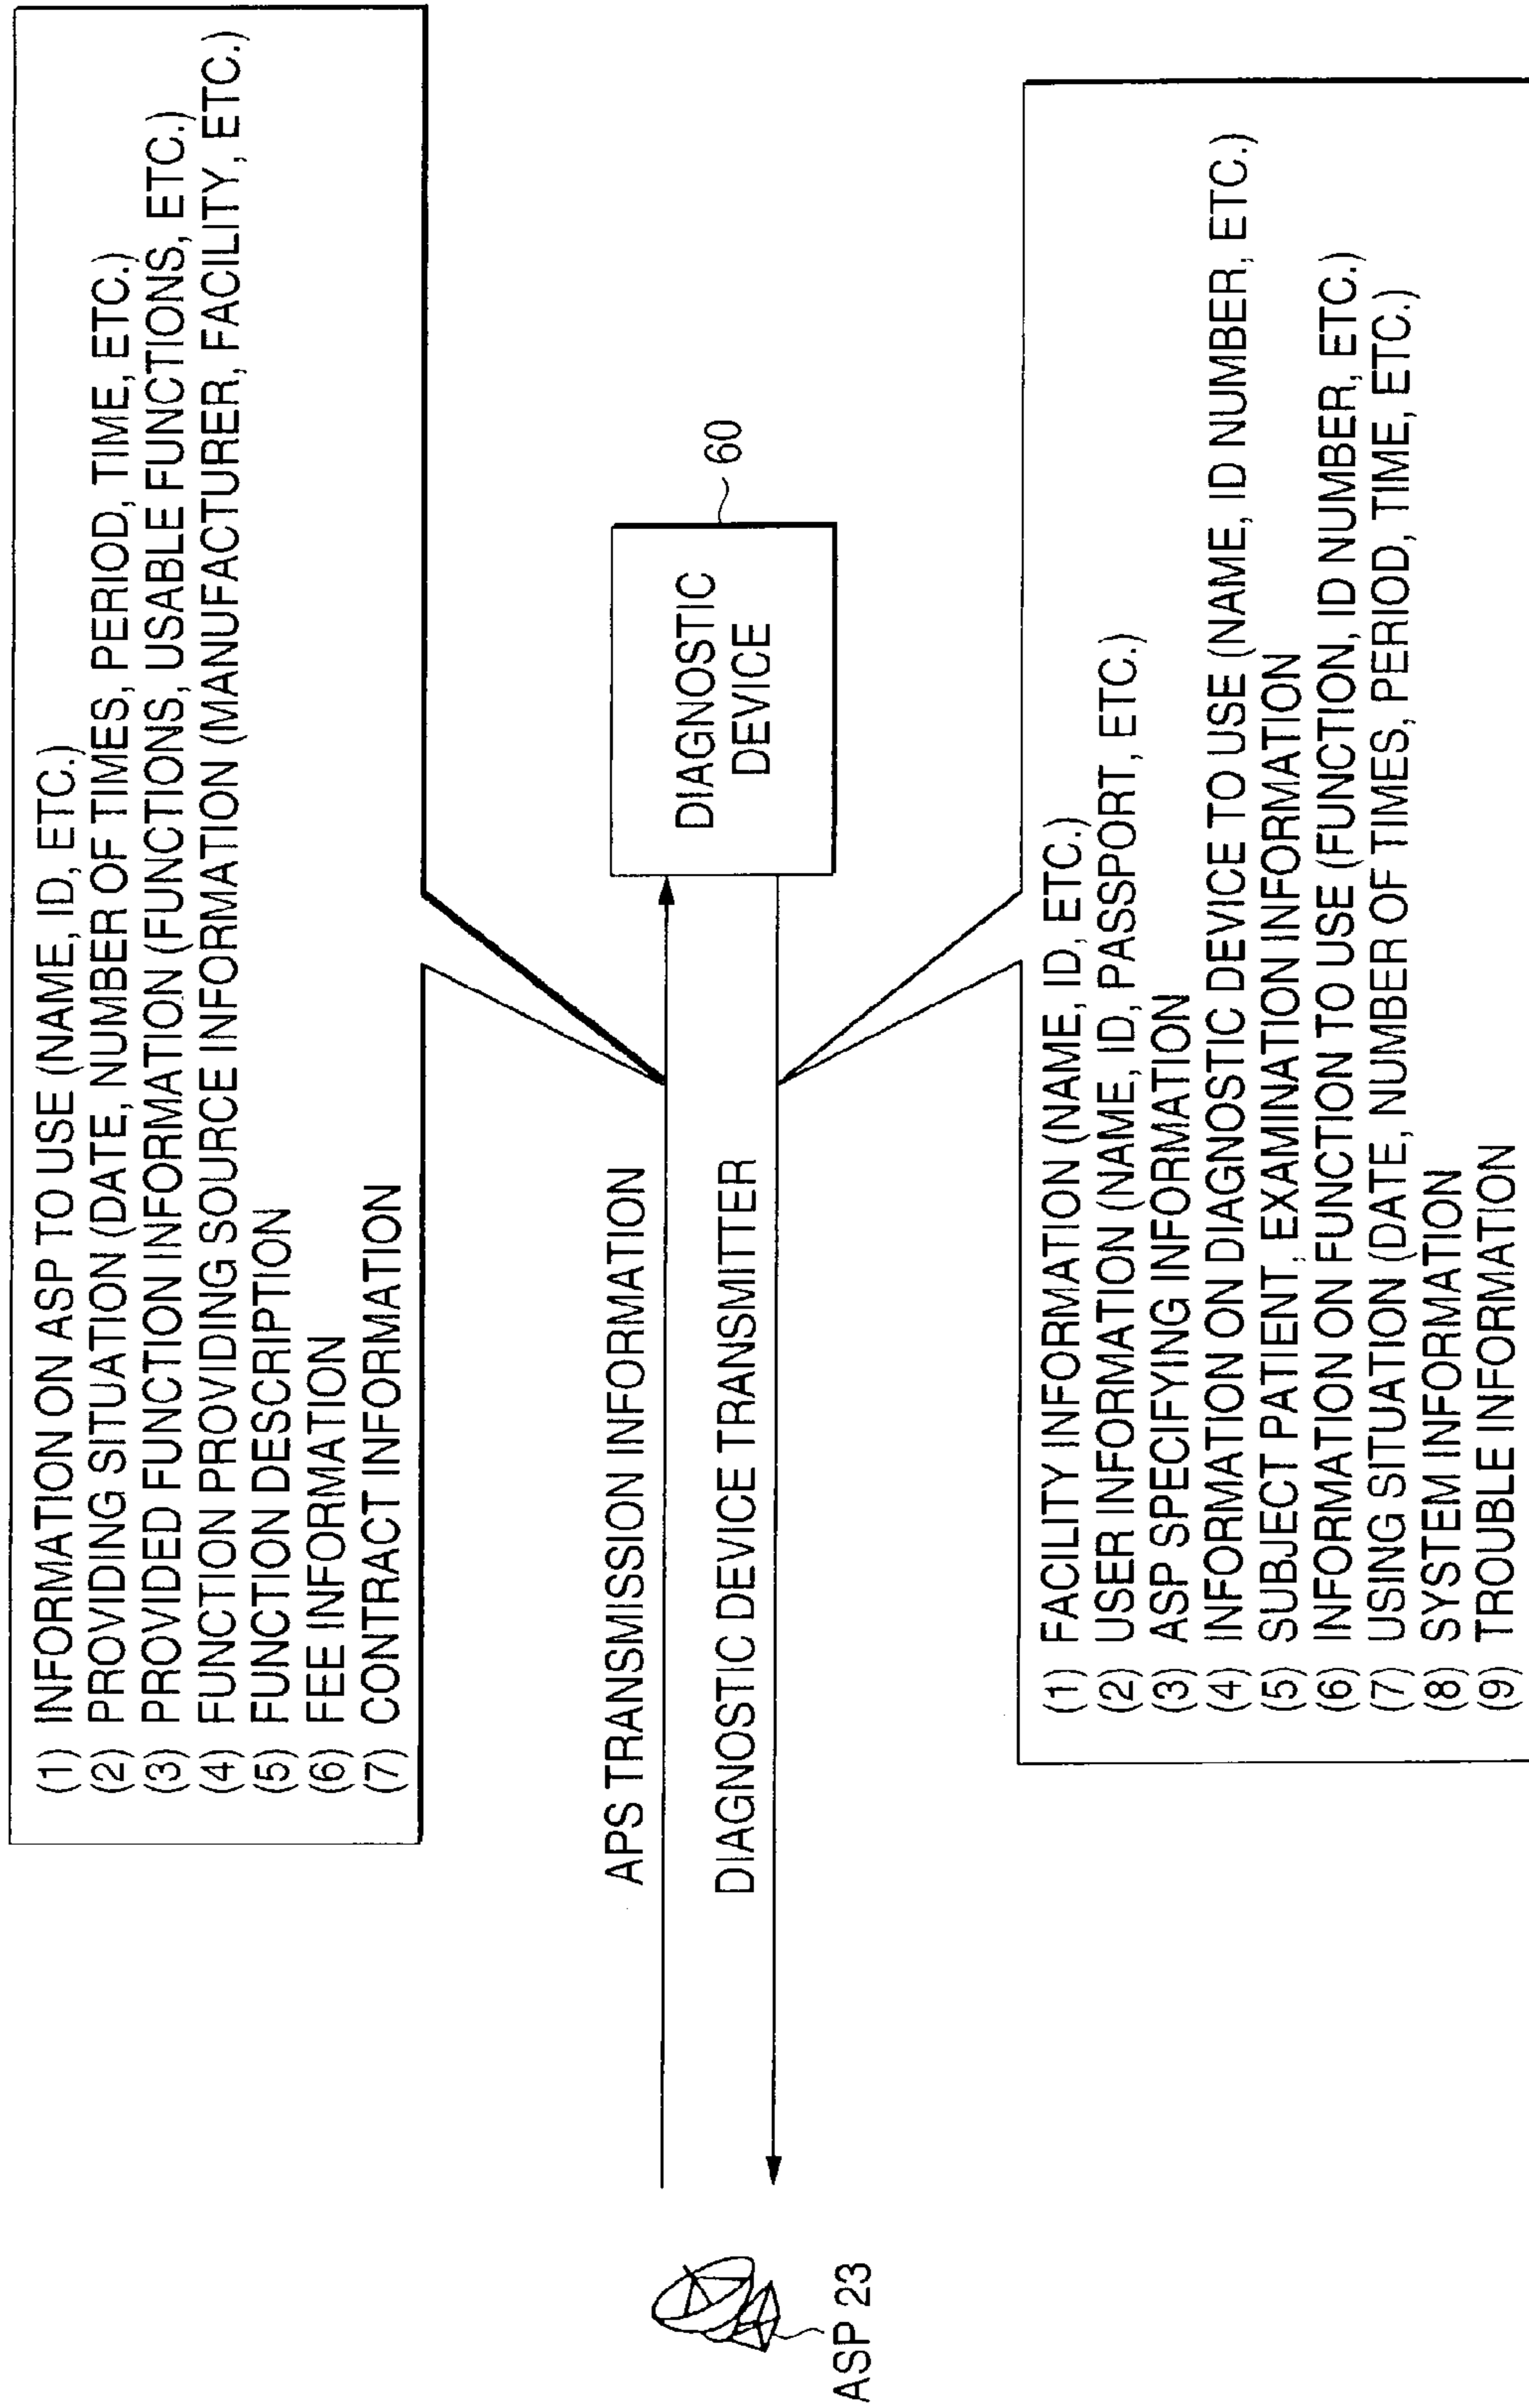 (1) INFORMATION ON ASP TO USE (NAME, ID, ETC.)
(2) PROVIDING SITUATION (DATE, NUMBER OF TIMES, PERIOD, TIME, ETC.)
(3) PROVIDED FUNCTION INFORMATION (FUNCTIONS, USABLE FUNCTIONS, ETC.)
(4) FUNCTION PROVIDING SOURCE INFORMATION (MANUFACTURER, FACILITY, ETC.)
(5) FUNCTION DESCRIPTION
(6) FEE INFORMATION
(7) CONTRACT INFORMATION
APS TRANSMISSION INFORMATION
DIAGNOSTIC DEVICE TRANSMITTER
DIAGNOSTIC
DEVICE
60
ASP 23
(1) FACILITY INFORMATION (NAME, ID, ETC.)
(2) USER INFORMATION (NAME, ID, PASSPORT, ETC.)
(3) ASP SPECIFYING INFORMATION
(4) INFORMATION ON DIAGNOSTIC DEVICE TO USE (NAME, ID NUMBER, ETC.)
(5) SUBJECT PATIENT, EXAMINATION INFORMATION
(6) INFORMATION ON FUNCTION TO USE (FUNCTION, ID NUMBER, ETC.)
(7) USING SITUATION (DATE, NUMBER OF TIMES, PERIOD, TIME, ETC.)
(8) SYSTEM INFORMATION
(9) TROUBLE INFORMATION